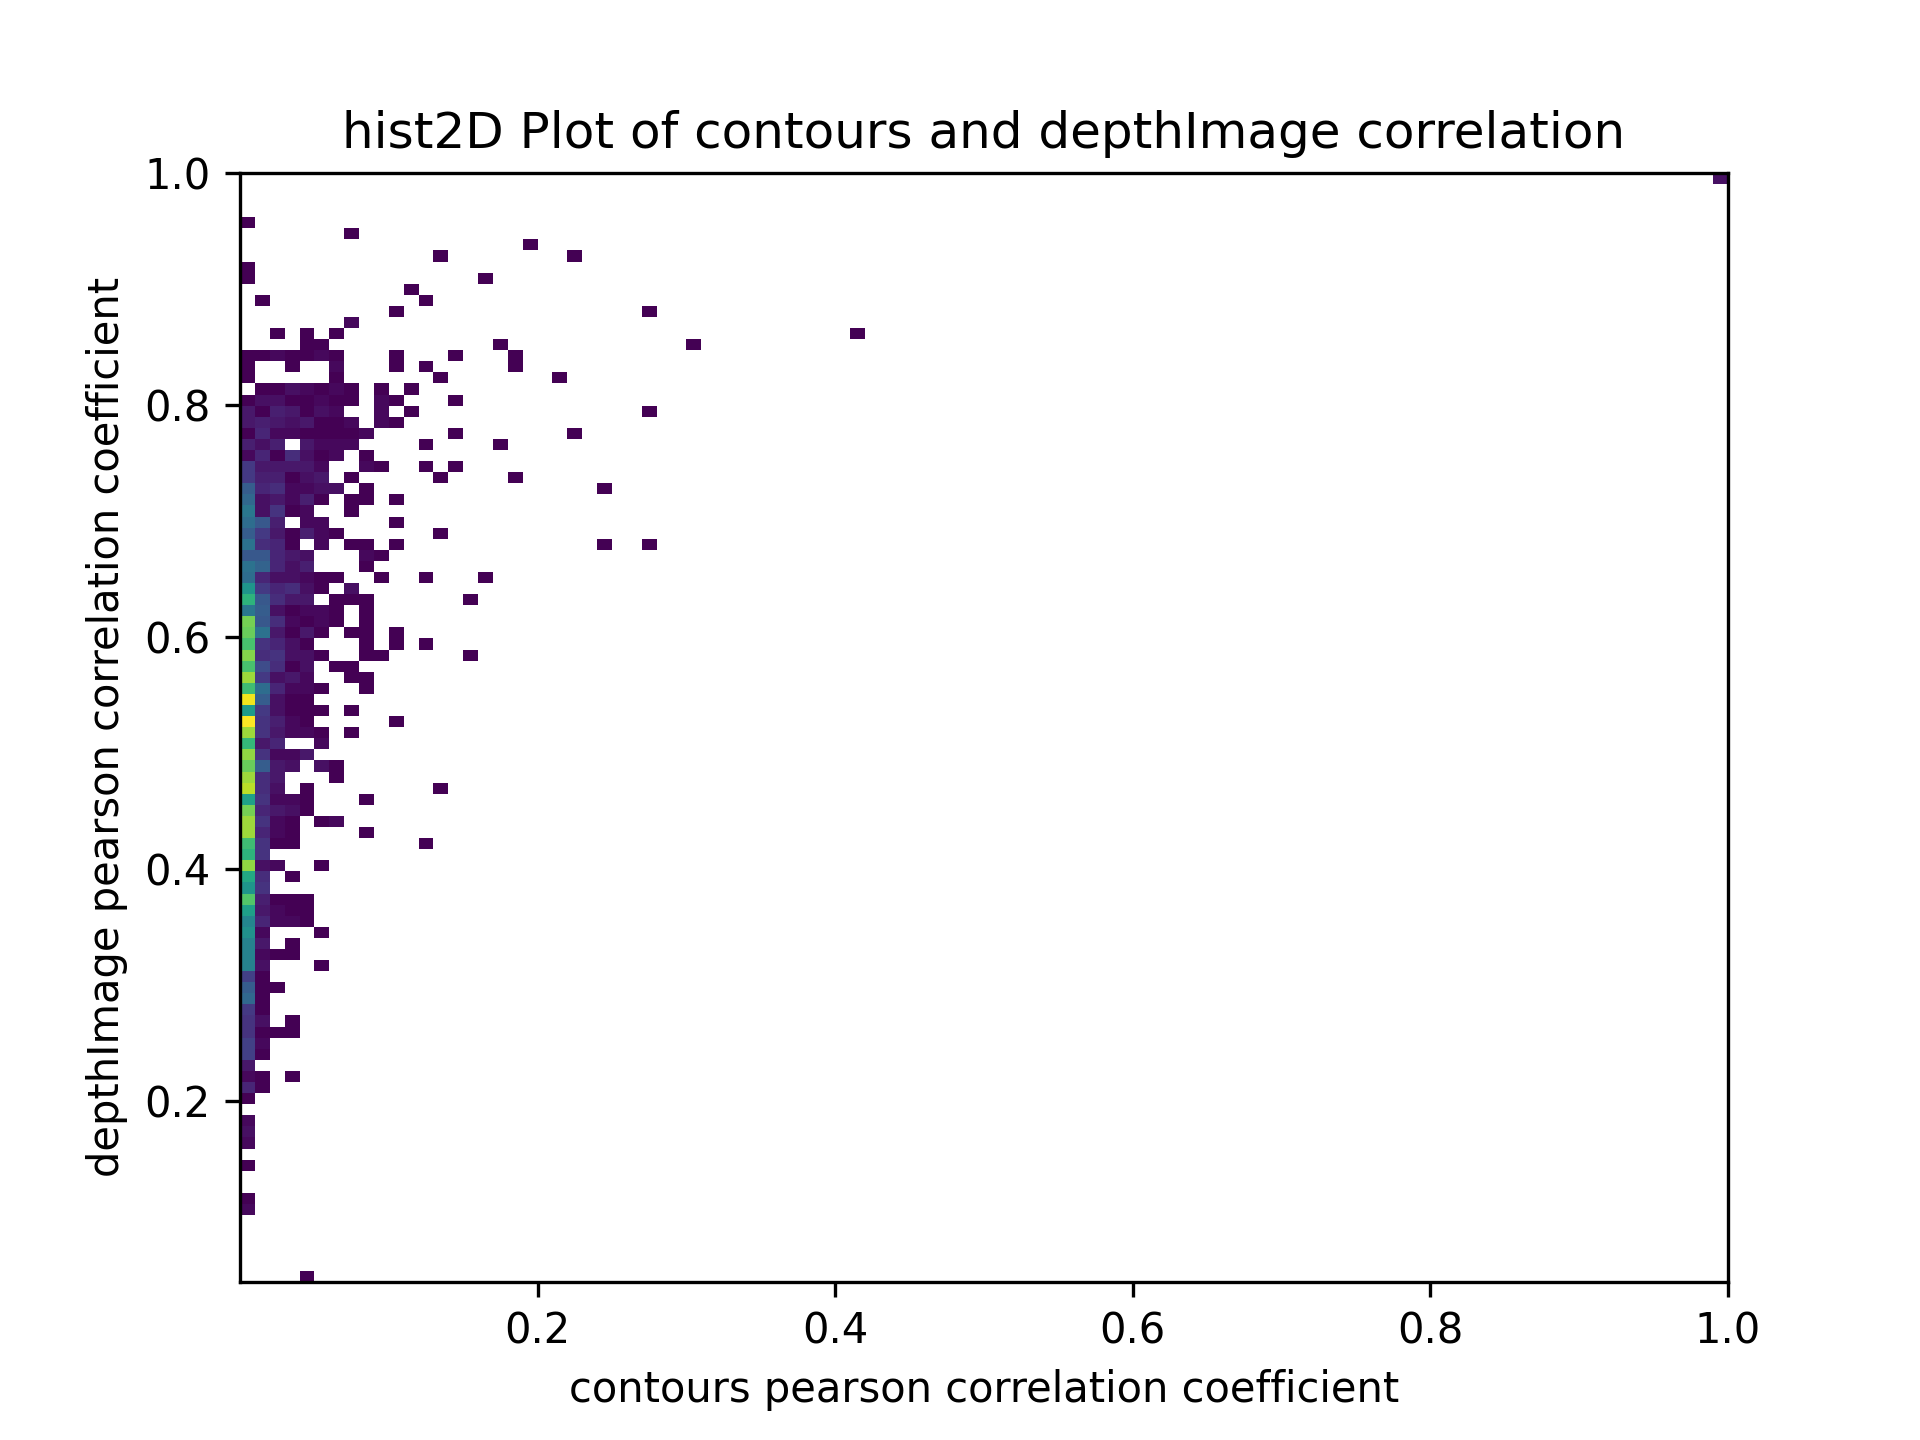 hist2D Plot of contours and depthImage correlation
depthImage pearson correlation coefficient
1.0
0.8
0.6
0.4
0.2
0.2 0.4 0.6 0.8 1.0
contours pearson correlation coefficient